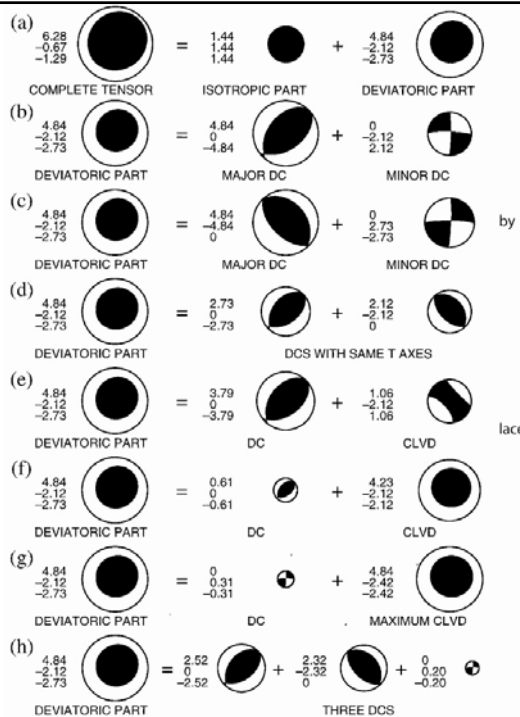 (a) 6.28 1.44 4.84
−0.67 = 1.44 + −2.12
−1.29 1.44 −2.73
COMPLETE TENSOR ISOTROPIC PART DEVIATORIC PART
(b) 4.84 4.84 0
−2.12 = 0 + −2.12
−2.73 −4.84 2.12
DEVIATORIC PART MAJOR DC MINOR DC
(c) 4.84 4.84 0
−2.12 = −4.84 + 2.73 by
−2.73 0 2.73
DEVIATORIC PART MAJOR DC MINOR DC
(d) 4.84 2.73 2.12
−2.12 = 0 + −2.12
−2.73 −2.73 0
DEVIATORIC PART DCS WITH SAME T AXES
(e) 4.84 3.79 1.06
−2.12 = 0 + −2.12
−2.73 −3.79 1.06 lace
DEVIATORIC PART DC CLVD
(f) 4.84 0.61 4.23
−2.12 = 0 + −2.12
−2.73 −0.61 −2.12
DEVIATORIC PART DC CLVD
(g) 4.84 0 4.84
−2.12 = 0.31 + −2.42
−2.73 −0.31 −2.42
DEVIATORIC PART DC MAXIMUM CLVD
(h) 4.84 2.52 2.32 0
−2.12 = 0 + −2.32 + 0.20
−2.73 −2.52 0 −0.20
DEVIATORIC PART THREE DCS